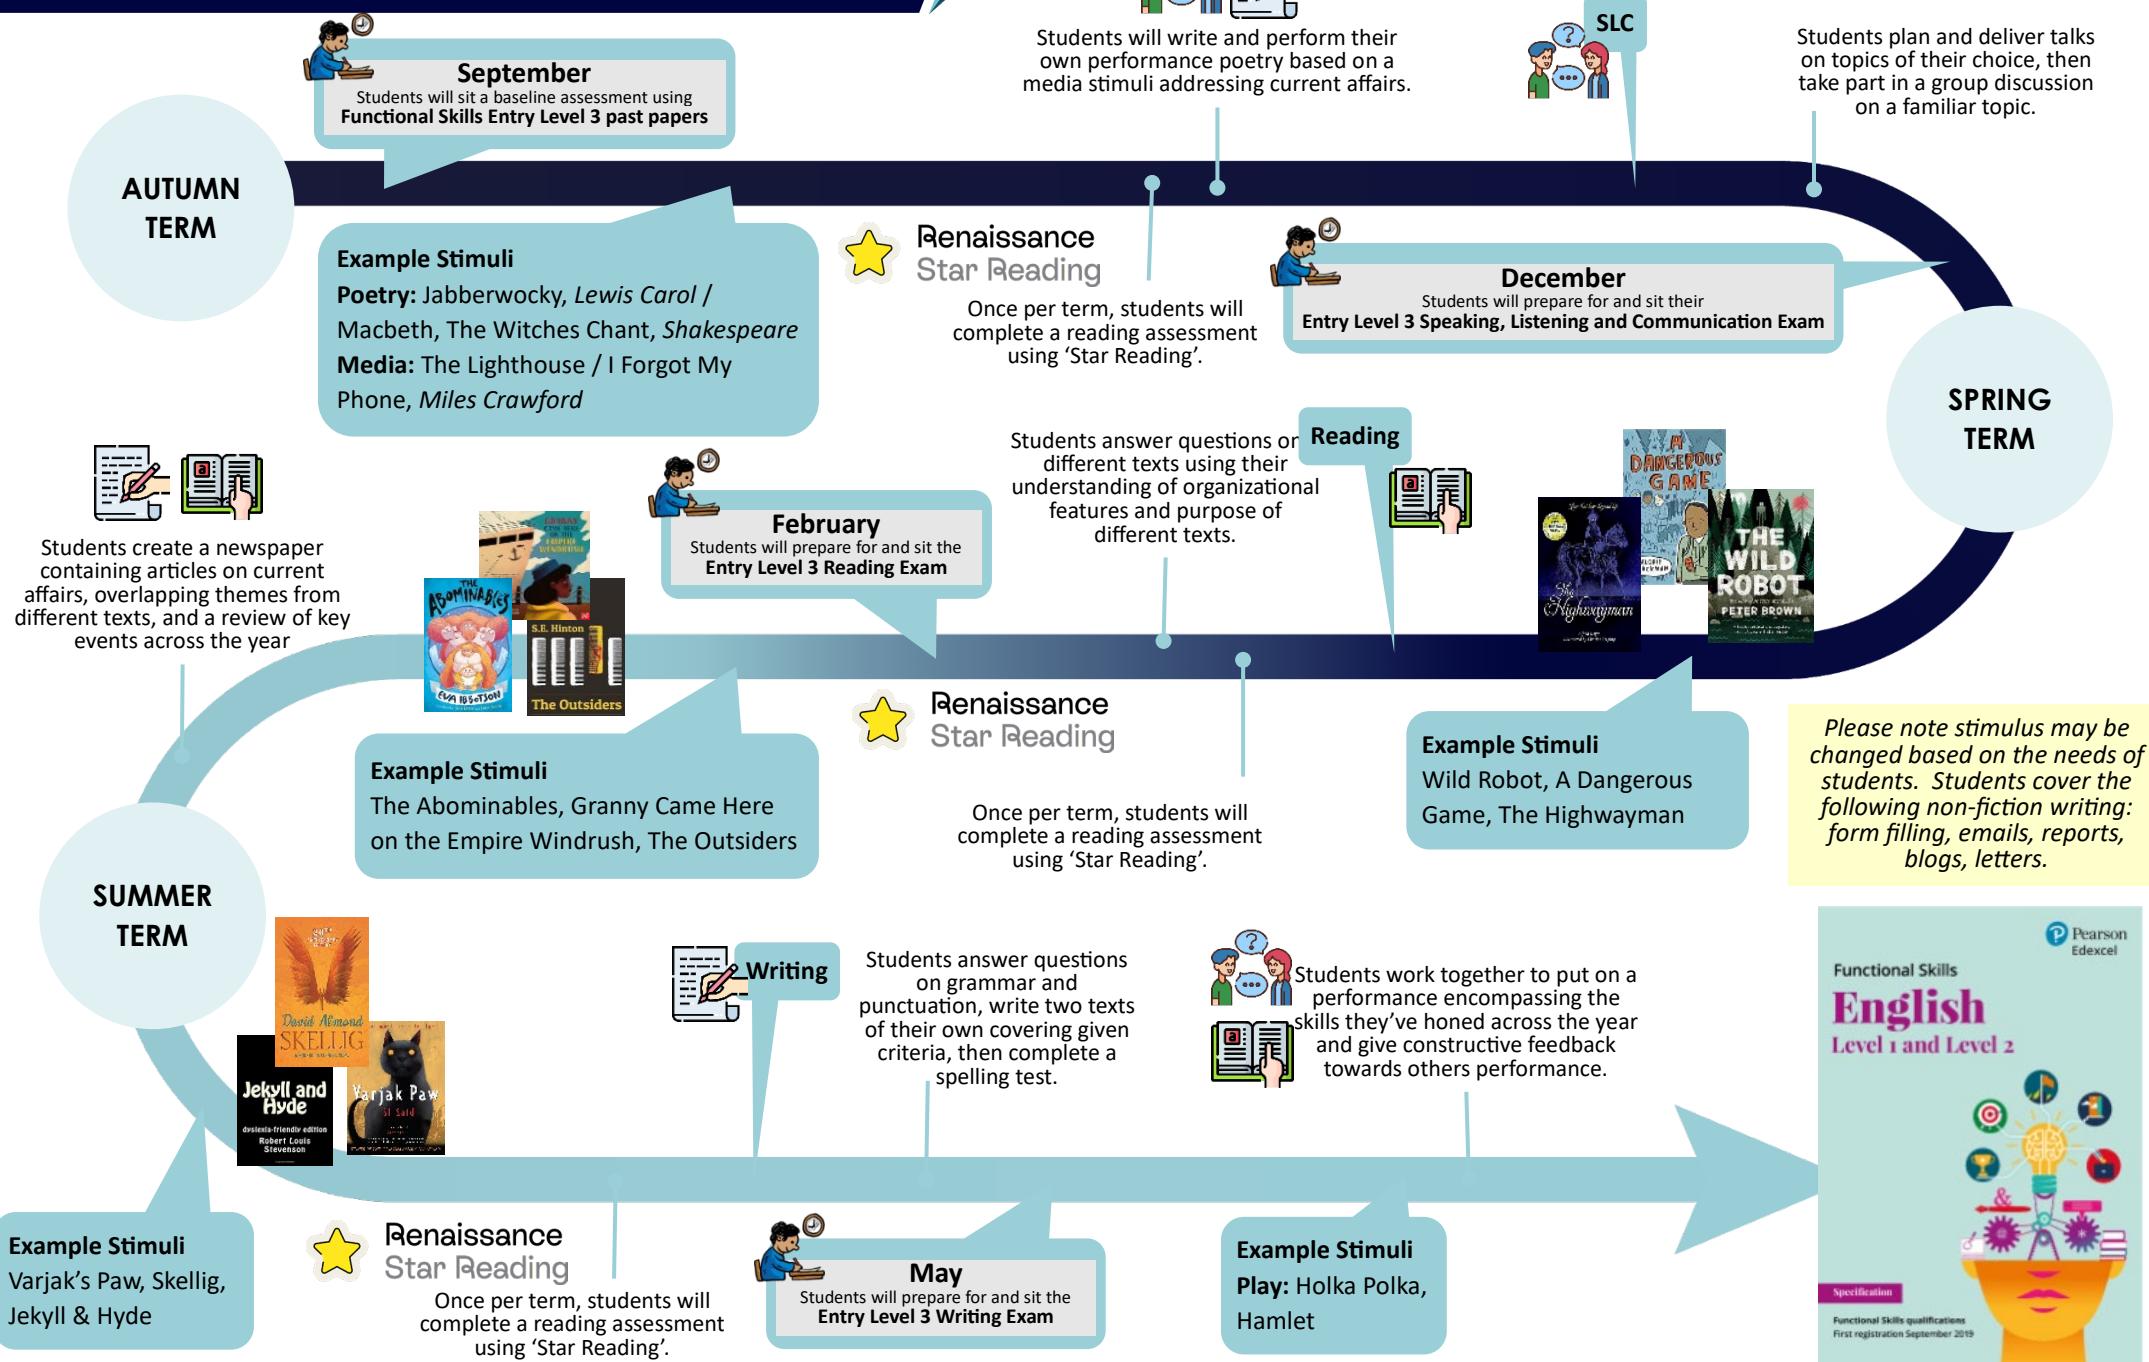 September
Students will sit a baseline assessment using
Functional Skills Entry Level 3 past papers
Students will write and perform their
own performance poetry based on a
media stimuli addressing current affairs.
SLC
Students plan and deliver talks
on topics of their choice, then
take part in a group discussion
on a familiar topic.
AUTUMN
TERM
Example Stimuli
Poetry: Jabberwocky, Lewis Carol /
Macbeth, The Witches Chant, Shakespeare
Media: The Lighthouse / I Forgot My
Phone, Miles Crawford
Renaissance
Star Reading
Once per term, students will
complete a reading assessment
using ‘Star Reading’.
December
Students will prepare for and sit their
Entry Level 3 Speaking, Listening and Communication Exam
SPRING
TERM
A
DANGEROUS
GAME
The
Highwayman
THE
WILD
ROBOT
PETER BROWN
Reading
Students answer questions on
different texts using their
understanding of organizational
features and purpose of
different texts.
February
Students will prepare for and sit the
Entry Level 3 Reading Exam
Students create a newspaper
containing articles on current
affairs, overlapping themes from
different texts, and a review of key
events across the year
THE
ABOMINABLES
EVA IBBOTSON
S.E. Hinton
The Outsiders
Example Stimuli
The Abominables, Granny Came Here
on the Empire Windrush, The Outsiders
Renaissance
Star Reading
Once per term, students will
complete a reading assessment
using ‘Star Reading’.
Example Stimuli
Wild Robot, A Dangerous
Game, The Highwayman
Please note stimulus may be
changed based on the needs of
students. Students cover the
following non-fiction writing:
form filling, emails, reports,
blogs, letters.
SUMMER
TERM
David Almond
SKELLIG
Jekyll and
Hyde
dyslexia-friendly edition
Robert Louis
Stevenson
Varjak Paw
SF Said
Writing
Students answer questions
on grammar and
punctuation, write two texts
of their own covering given
criteria, then complete a
spelling test.
Students work together to put on a
performance encompassing the
skills they’ve honed across the year
and give constructive feedback
towards others performance.
Example Stimuli
Varjak’s Paw, Skellig,
Jekyll & Hyde
Renaissance
Star Reading
Once per term, students will
complete a reading assessment
using ‘Star Reading’.
May
Students will prepare for and sit the
Entry Level 3 Writing Exam
Example Stimuli
Play: Holka Polka,
Hamlet
Pearson
Edexcel
Functional Skills
English
Level 1 and Level 2
Specification
Functional Skills qualifications
First registration September 2019